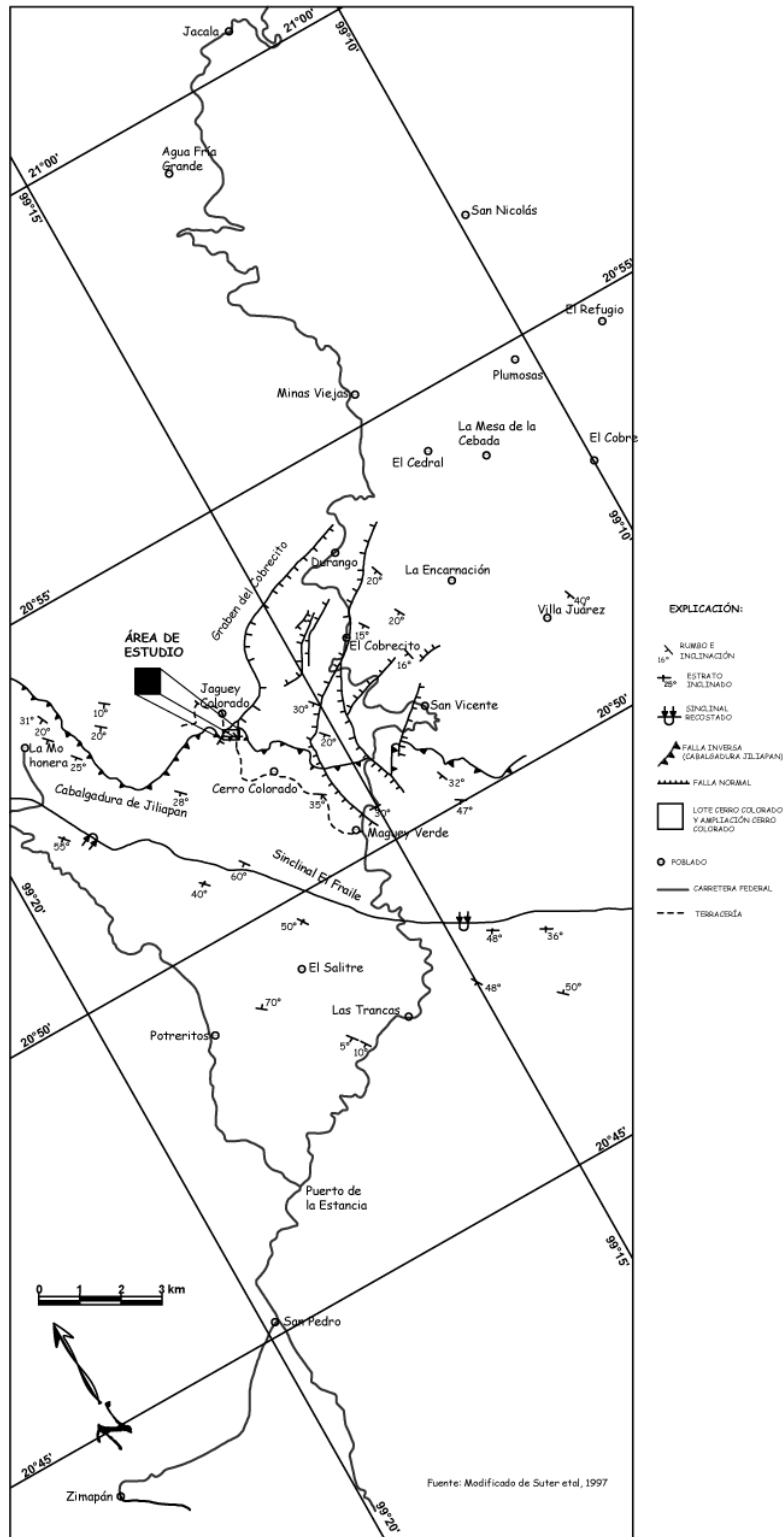 Jacala
21°00'
99°10'
Agua Fría
Grande
21°00'
99°15'
San Nicolás
20°55'
El Refugio
Plumosas
Minas Viejas
La Mesa de la
Cebada
El Cobre
El Cedral
99°10'
Graben del Cobrecito
Durango
20°
La Encarnación
40°
Villa Juárez
20°55'
20°
15°
El Cobrecito
16°
ÁREA DE
ESTUDIO
Jaguey
Colorado
30°
San Vicente
20°50'
10°
31°
20°
20°
20°
La Mo
honera
25°
Cabalgadura de Jiliapan
28°
Cerro Colorado
35°
30°
32°
47°
Maguey Verde
55°
Sinclinal El Fraile
60°
40°
99°20'
50°
48°
36°
El Salitre
48°
50°
70°
Las Trancas
20°50'
Potreritos
5°
10°
20°45'
Puerto de
la Estancia
99°15'
0 1 2 3 km
San Pedro
N
20°45'
Zimapán
99°20'
Fuente: Modificado de Suter etal, 1997
EXPLICACIÓN:
16°
RUMBO E
INCLINACIÓN
25°
ESTRATO
INCLINADO
SINCLINAL
RECOSTADO
FALLA INVERSA
(CABALGADURA JILIAPAN)
FALLA NORMAL
LOTE CERRO COLORADO
Y AMPLIACIÓN CERRO
COLORADO
POBLADO
CARRETERA FEDERAL
TERRACERÍA